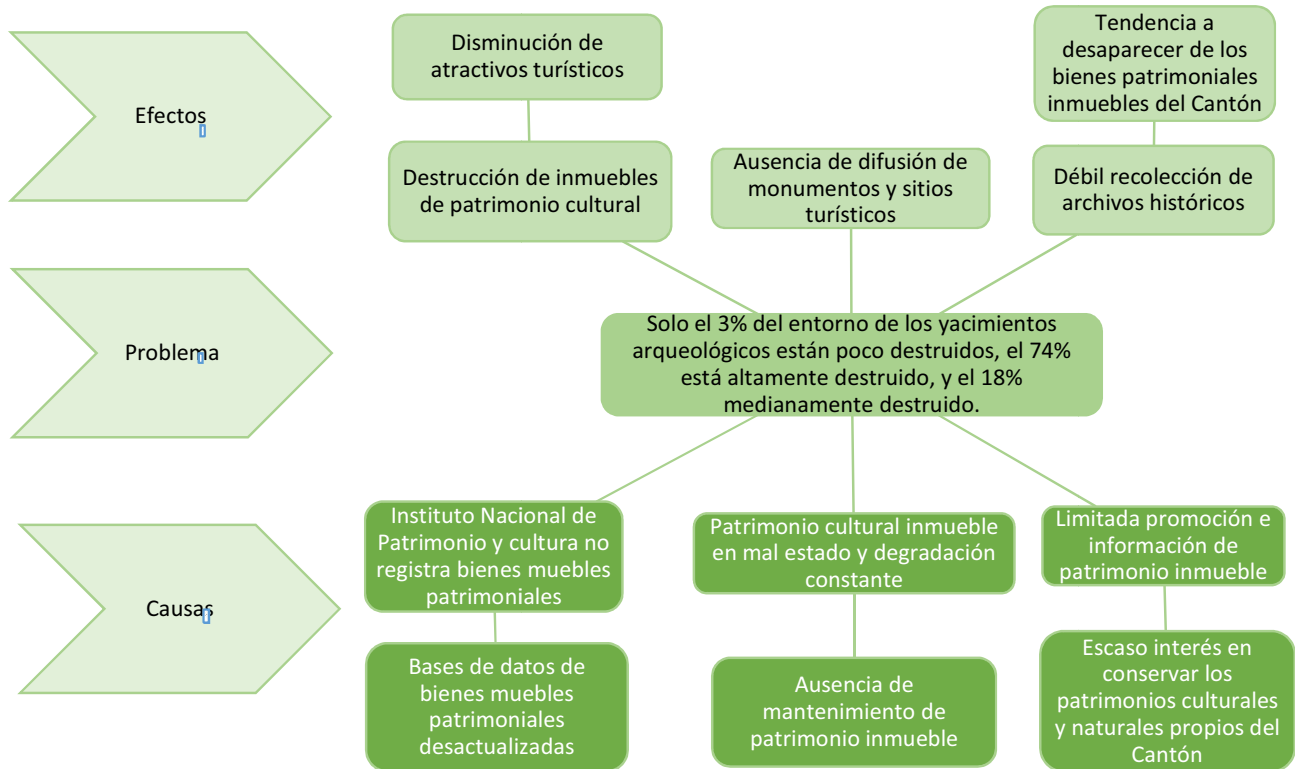 Efectos
Disminución de
atractivos turísticos
Tendencia a
desaparecer de los
bienes patrimoniales
inmuebles del Cantón
Destrucción de inmuebles
de patrimonio cultural
Ausencia de difusión de
monumentos y sitios
turísticos
Débil recolección de
archivos históricos
Problema
Solo el 3% del entorno de los yacimientos
arqueológicos están poco destruidos, el 74%
está altamente destruido, y el 18%
medianamente destruido.
Causas
Instituto Nacional de
Patrimonio y cultura no
registra bienes muebles
patrimoniales
Patrimonio cultural inmueble
en mal estado y degradación
constante
Limitada promoción e
información de
patrimonio inmueble
Bases de datos de
bienes muebles
patrimoniales
desactualizadas
Ausencia de
mantenimiento de
patrimonio inmueble
Escaso interés en
conservar los
patrimonios culturales
y naturales propios del
Cantón